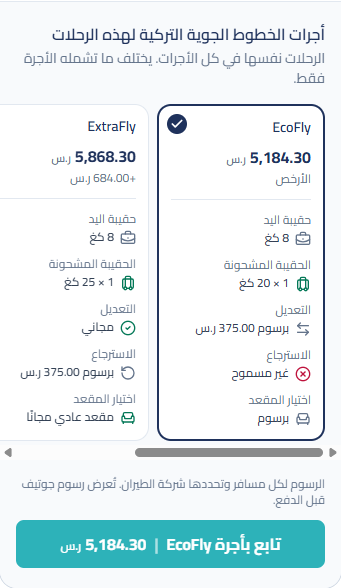 أجرات الخطوط الجوية التركية لهذه الرحلات
الرحلات نفسها في كل الأجرات. يختلف ما تشمله الأجرة
فقط.
EcoFly
5,184.30 ر.س
الأرخص
حقيبة اليد
8 كغ
الحقيبة المشحونة
1 × 20 كغ
التعديل
برسوم 375.00 ر.س
الاسترجاع
غير مسموح
اختيار المقعد
برسوم
ExtraFly
5,868.30 ر.س
+684.00 ر.س
حقيبة اليد
8 كغ
الحقيبة المشحونة
1 × 25 كغ
التعديل
مجاني
الاسترجاع
برسوم 375.00 ر.س
اختيار المقعد
مقعد عادي مجانًا
الرسوم لكل مسافر وتحددها شركة الطيران. تُعرض رسوم جوتيف
قبل الدفع.
تابع بأجرة EcoFly | 5,184.30 ر.س